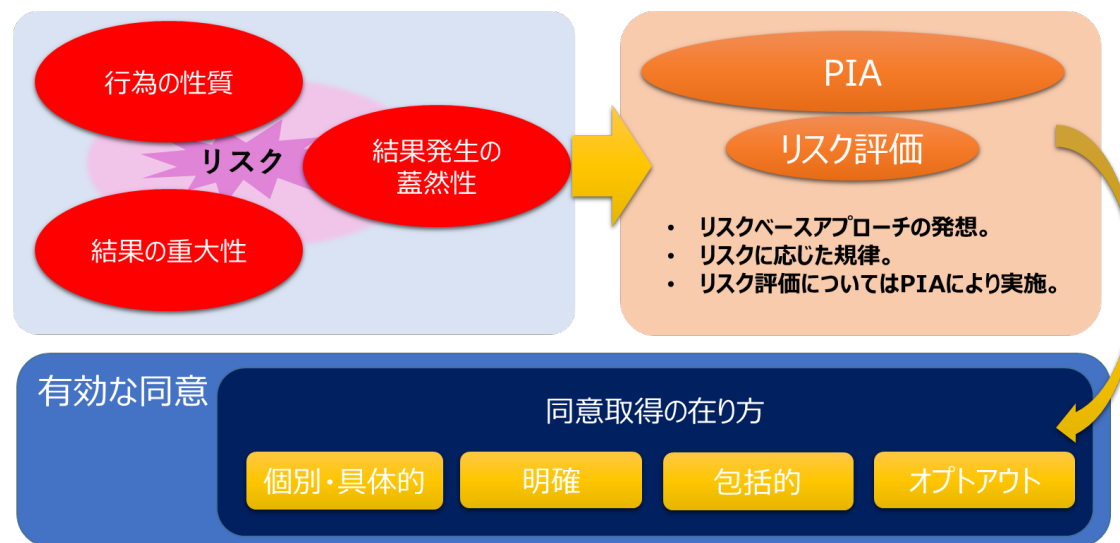 行為の性質
リスク
結果発生の
蓋然性
結果の重大性
PIA
リスク評価
• リスクベースアプローチの発想。
• リスクに応じた規律。
• リスク評価についてはPIAにより実施。
有効な同意
同意取得の在り方
個別・具体的
明確
包括的
オプトアウト